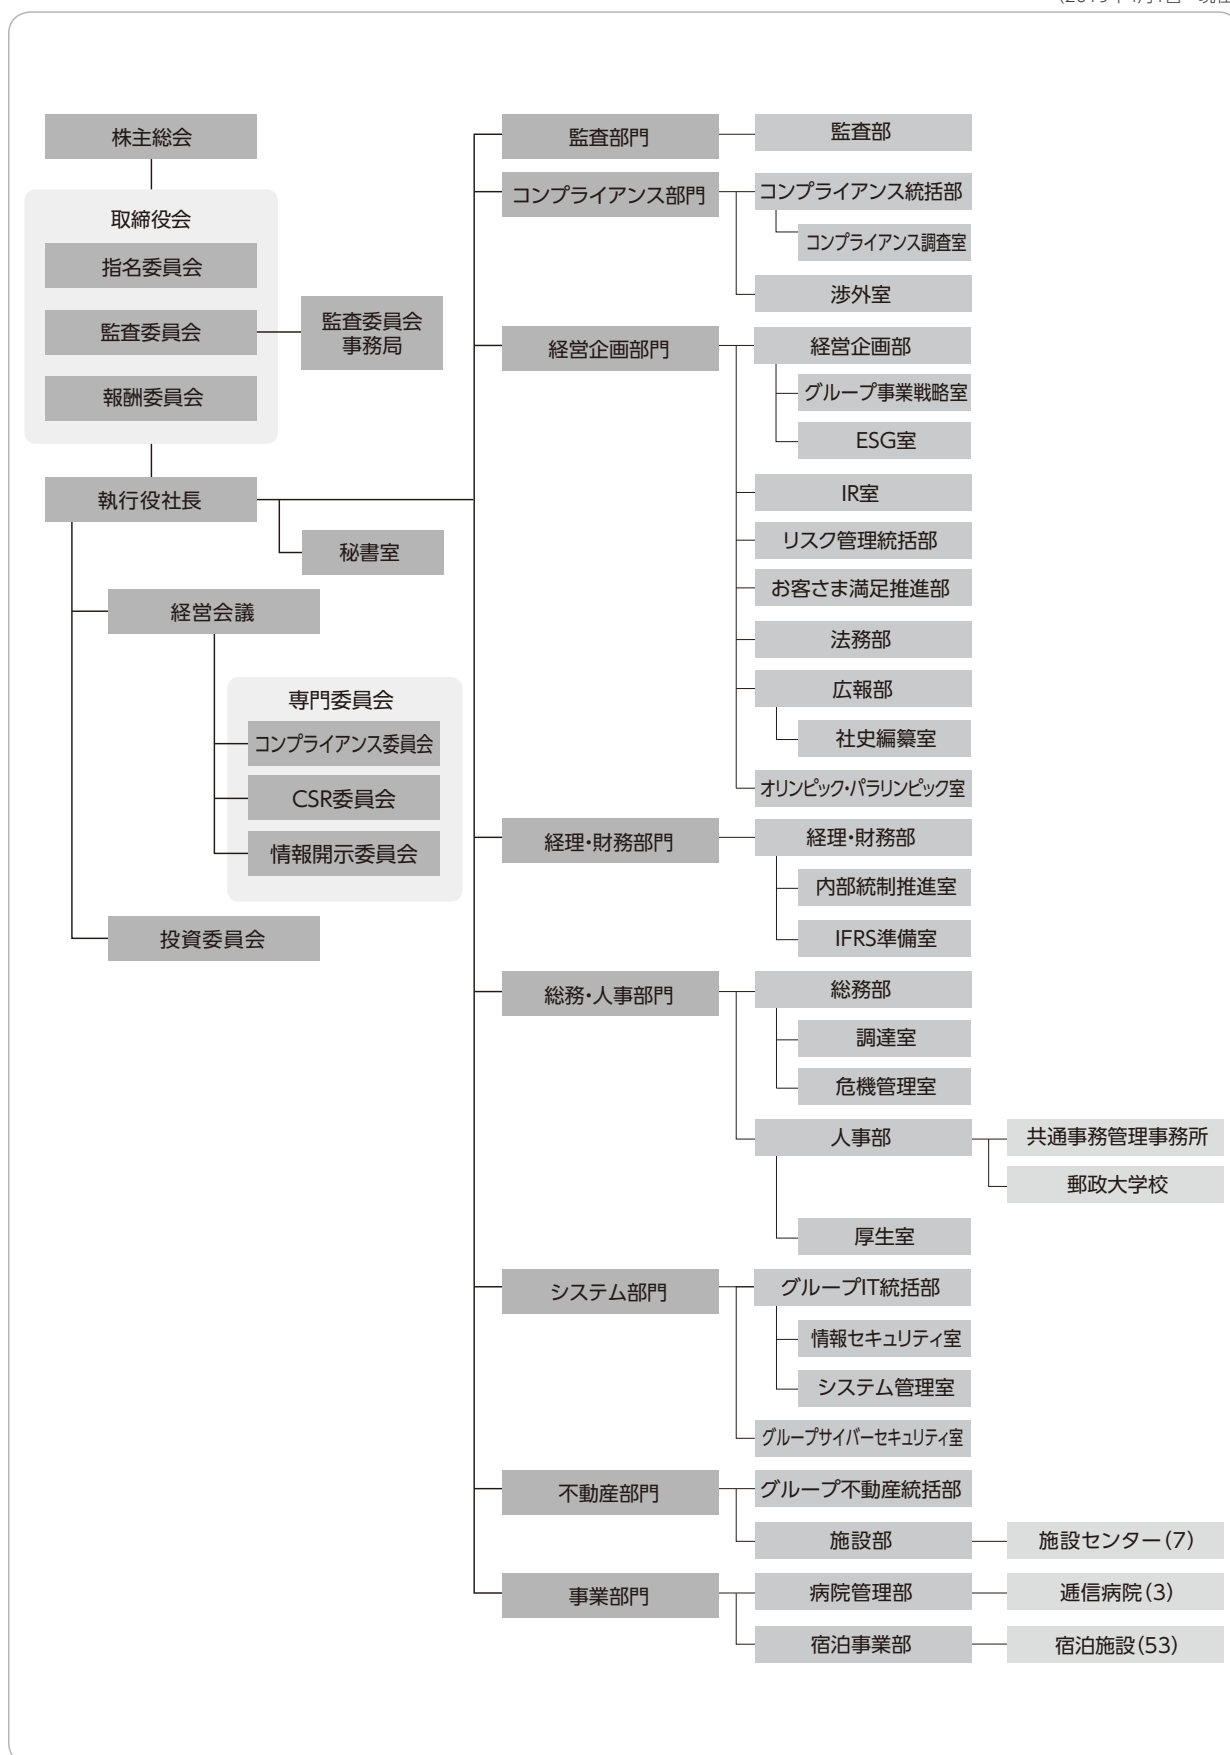 株主総会
取締役会
指名委員会
監査委員会
監査委員会
事務局
報酬委員会
執行役社長
秘書室
経営会議
専門委員会
コンプライアンス委員会
CSR委員会
情報開示委員会
投資委員会
監査部門
監査部
コンプライアンス部門
コンプライアンス統括部
コンプライアンス調査室
渉外室
経営企画部門
経営企画部
グループ事業戦略室
ESG室
IR室
リスク管理統括部
お客さま満足推進部
法務部
広報部
社史編纂室
オリンピック・パラリンピック室
経理・財務部門
経理・財務部
内部統制推進室
IFRS準備室
総務・人事部門
総務部
調達室
危機管理室
人事部
共通事務管理事務所
郵政大学校
厚生室
システム部門
グループIT統括部
情報セキュリティ室
システム管理室
グループサイバーセキュリティ室
不動産部門
グループ不動産統括部
施設部
施設センター(7)
事業部門
病院管理部
逓信病院(3)
宿泊事業部
宿泊施設(53)